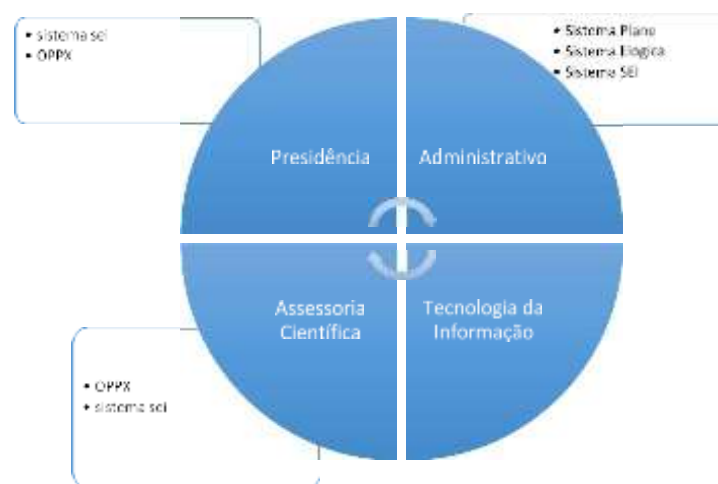 • sistema sei
• OPPX
• Sistema Plano
• Sistema Elogica
• Sistema SEI
Presidência
Administrativo
Assessoria
Científica
Tecnologia da
Informação
• OPPX
• sistema sei